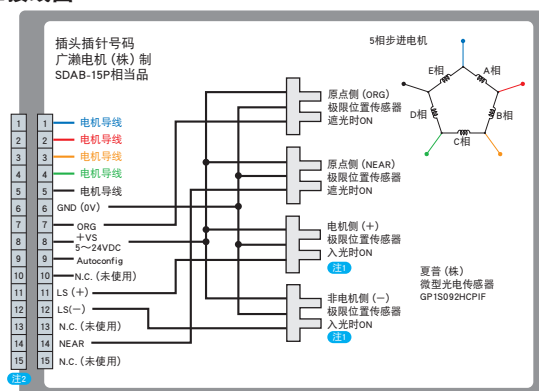 接线图
插头插针号码
广濑电机 (株) 制
SDAB-15P相当品
5相步进电机
E相
A相
D相
B相
C相
原点侧 (ORG)
极限位置传感器
遮光时ON
原点侧 (NEAR)
极限位置传感器
遮光时ON
电机侧 (+)
极限位置传感器
入光时ON
注1
非电机侧 (−)
极限位置传感器
入光时ON
注1
夏普 (株)
微型光电传感器
GP1S092HCPIF
1 1 电机导线
2 2 电机导线
3 3 电机导线
4 4 电机导线
5 5 电机导线
6 6 GND (0V)
7 7 ORG
8 8 +VS
5~24VDC
9 9 Autoconfig
10 10 N.C. (未使用)
11 11 LS (+)
12 12 LS(−)
13 13 N.C. (未使用)
14 14 NEAR
15 15 N.C. (未使用)
注2